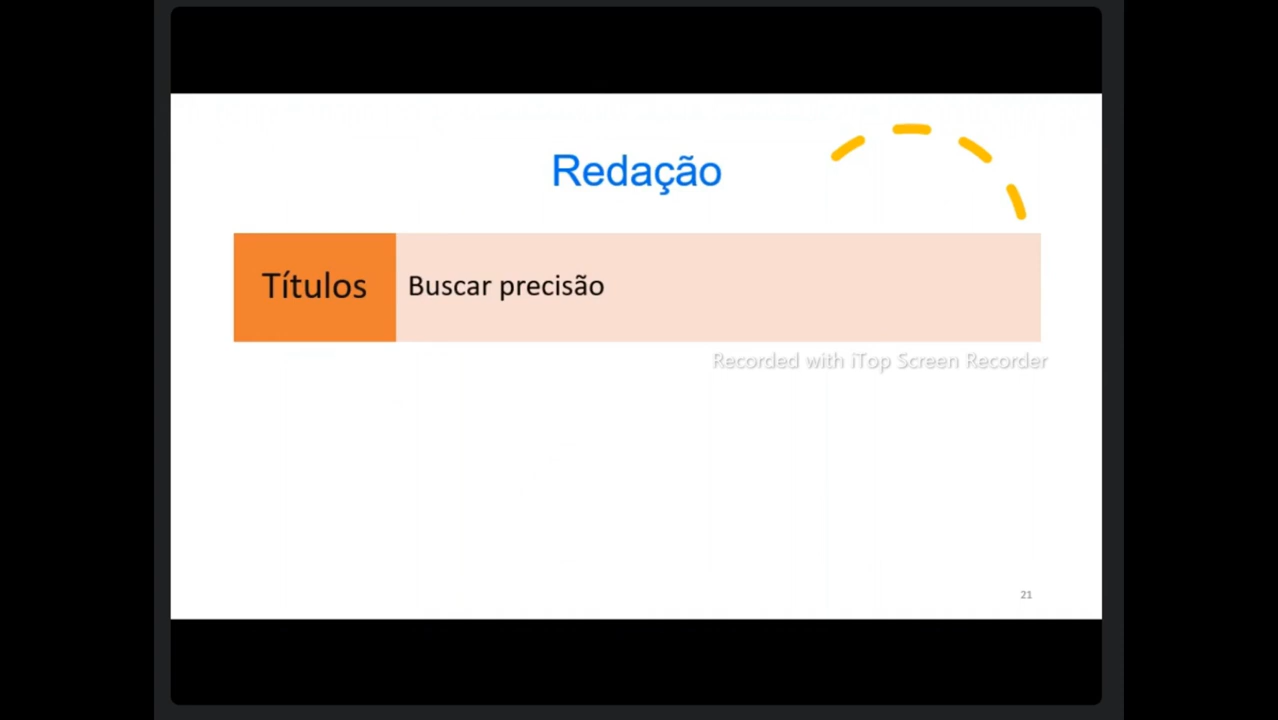 Redação
Títulos
Buscar precisão
Recorded with iTop Screen Recorder
21